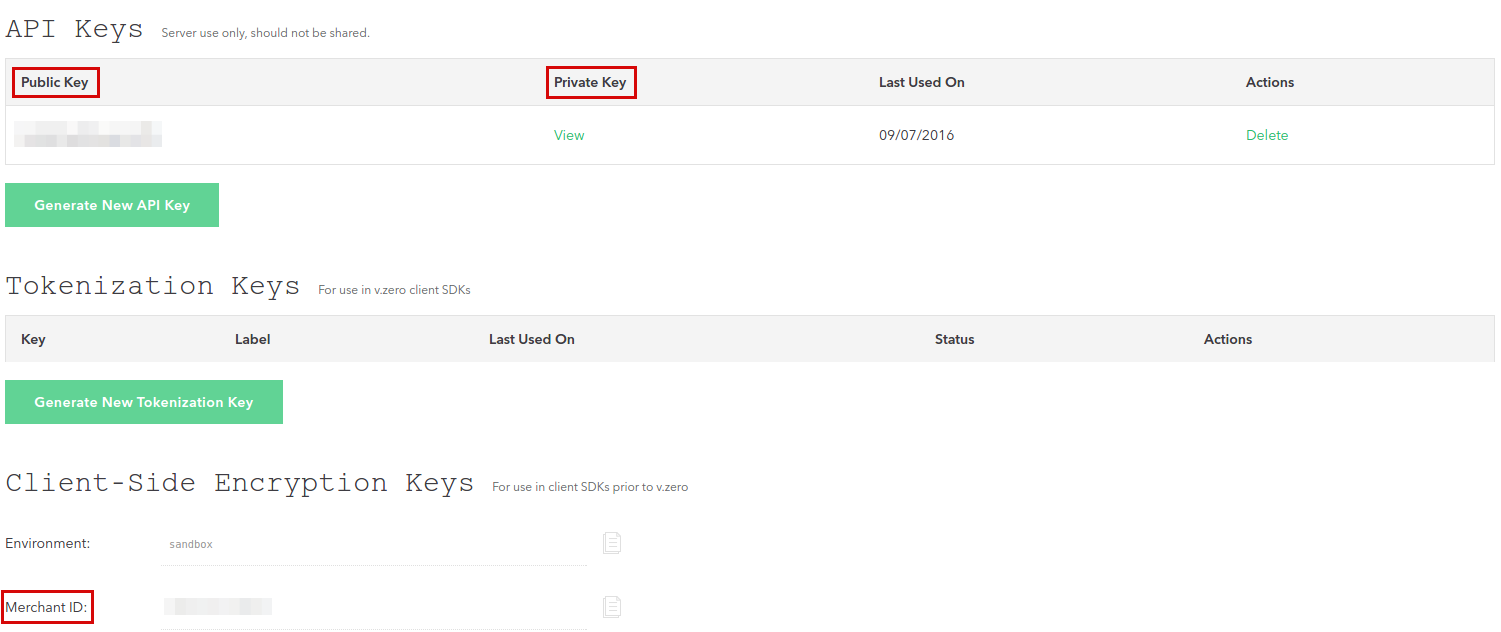 API Keys Server use only, should not be shared.
Public Key Private Key Last Used On Actions
View 09/07/2016 Delete
Generate New API Key
Tokenization Keys For use in v.zero client SDKs
Key Label Last Used On Status Actions
Generate New Tokenization Key
Client-Side Encryption Keys For use in client SDKs prior to v.zero
Environment: sandbox
Merchant ID: